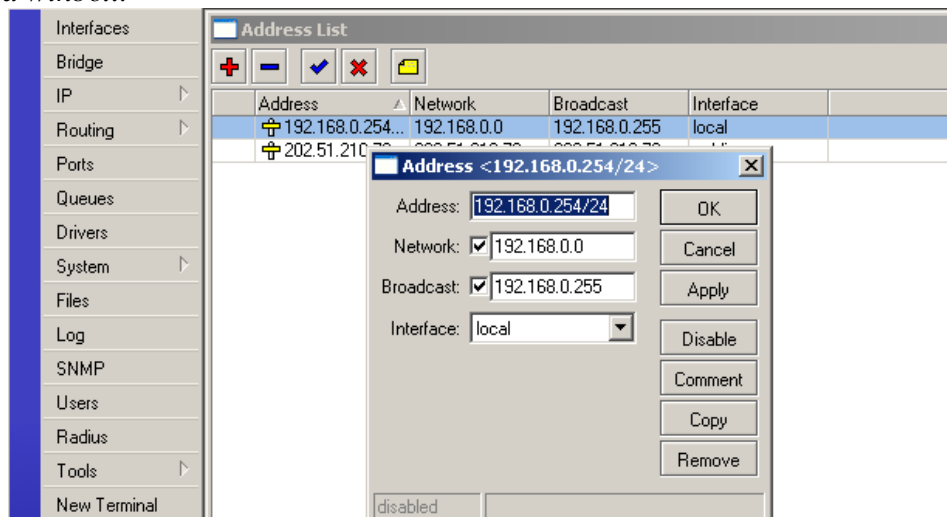 Interfaces
Bridge
IP
Routing
Ports
Queues
Drivers
System
Files
Log
SNMP
Users
Radius
Tools
New Terminal
Address List
Address Network Broadcast Interface
192.168.0.254... 192.168.0.0 192.168.0.255 local
202.51.210
Address <192.168.0.254/24>
Address: 192.168.0.254/24
Network: 192.168.0.0
Broadcast: 192.168.0.255
Interface: local
OK
Cancel
Apply
Disable
Comment
Copy
Remove
disabled